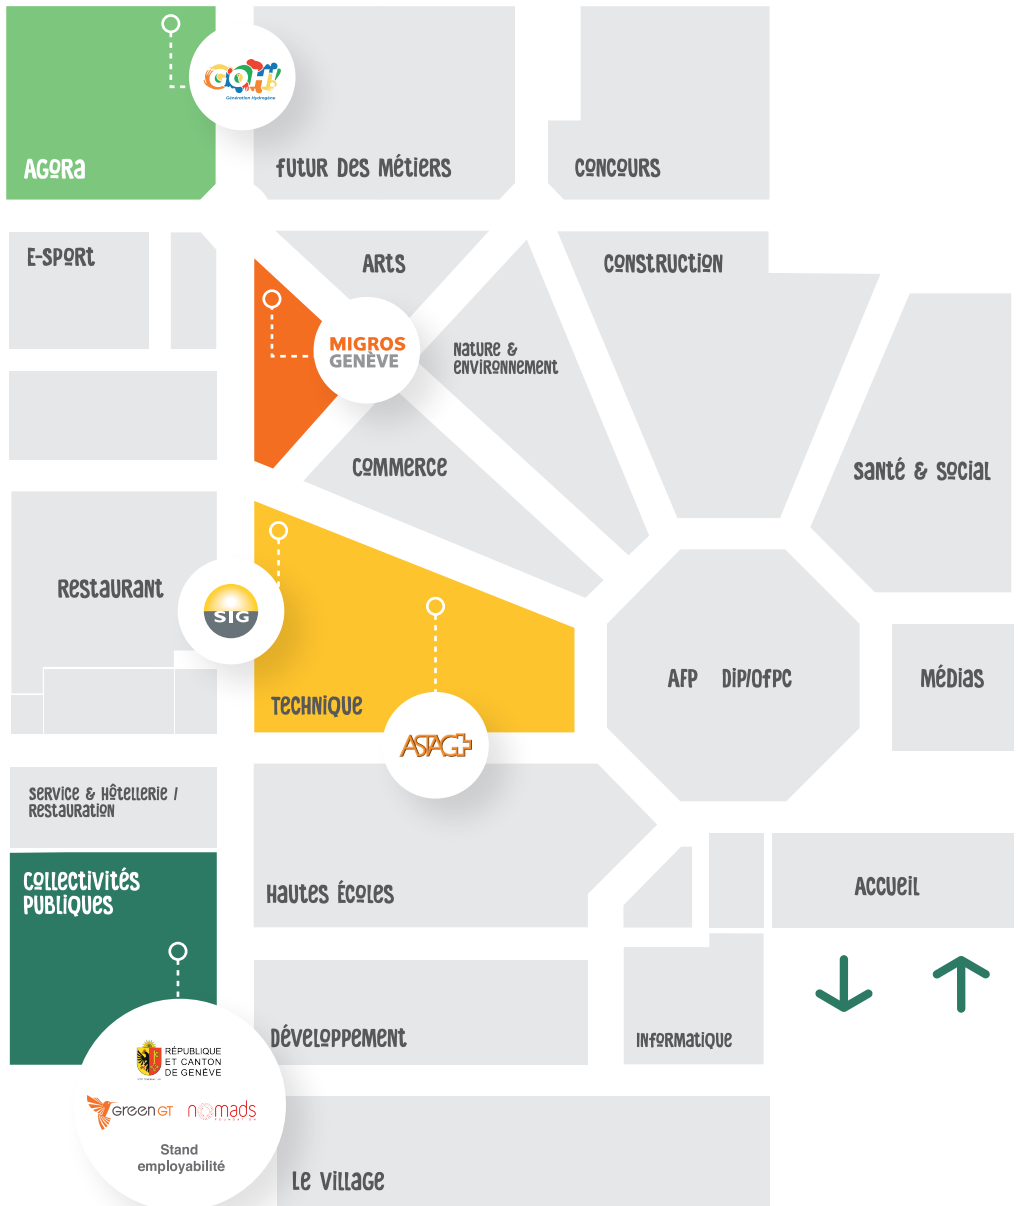 GOH!
Génération Hydrogène
AGORA
FUTUR DES MÉTIERS
CONCOURS
E-SPORT
ARTS
CONSTRUCTION
MIGROS
GENÈVE
NATURE &
ENVIRONNEMENT
COMMERCE
SANTÉ & SOCIAL
RESTAURANT
SIG
TECHNIQUE
AFP DIP/OFPC
MÉDIAS
ASTAG
SERVICE & HÔTELLERIE /
RESTAURATION
COLLECTIVITÉS
PUBLIQUES
HAUTES ÉCOLES
ACCUEIL
DÉVELOPPEMENT
INFORMATIQUE
RÉPUBLIQUE
ET CANTON
DE GENÈVE
GreenGT
nomads
FOUNDATION
Stand
employabilité
LE VILLAGE